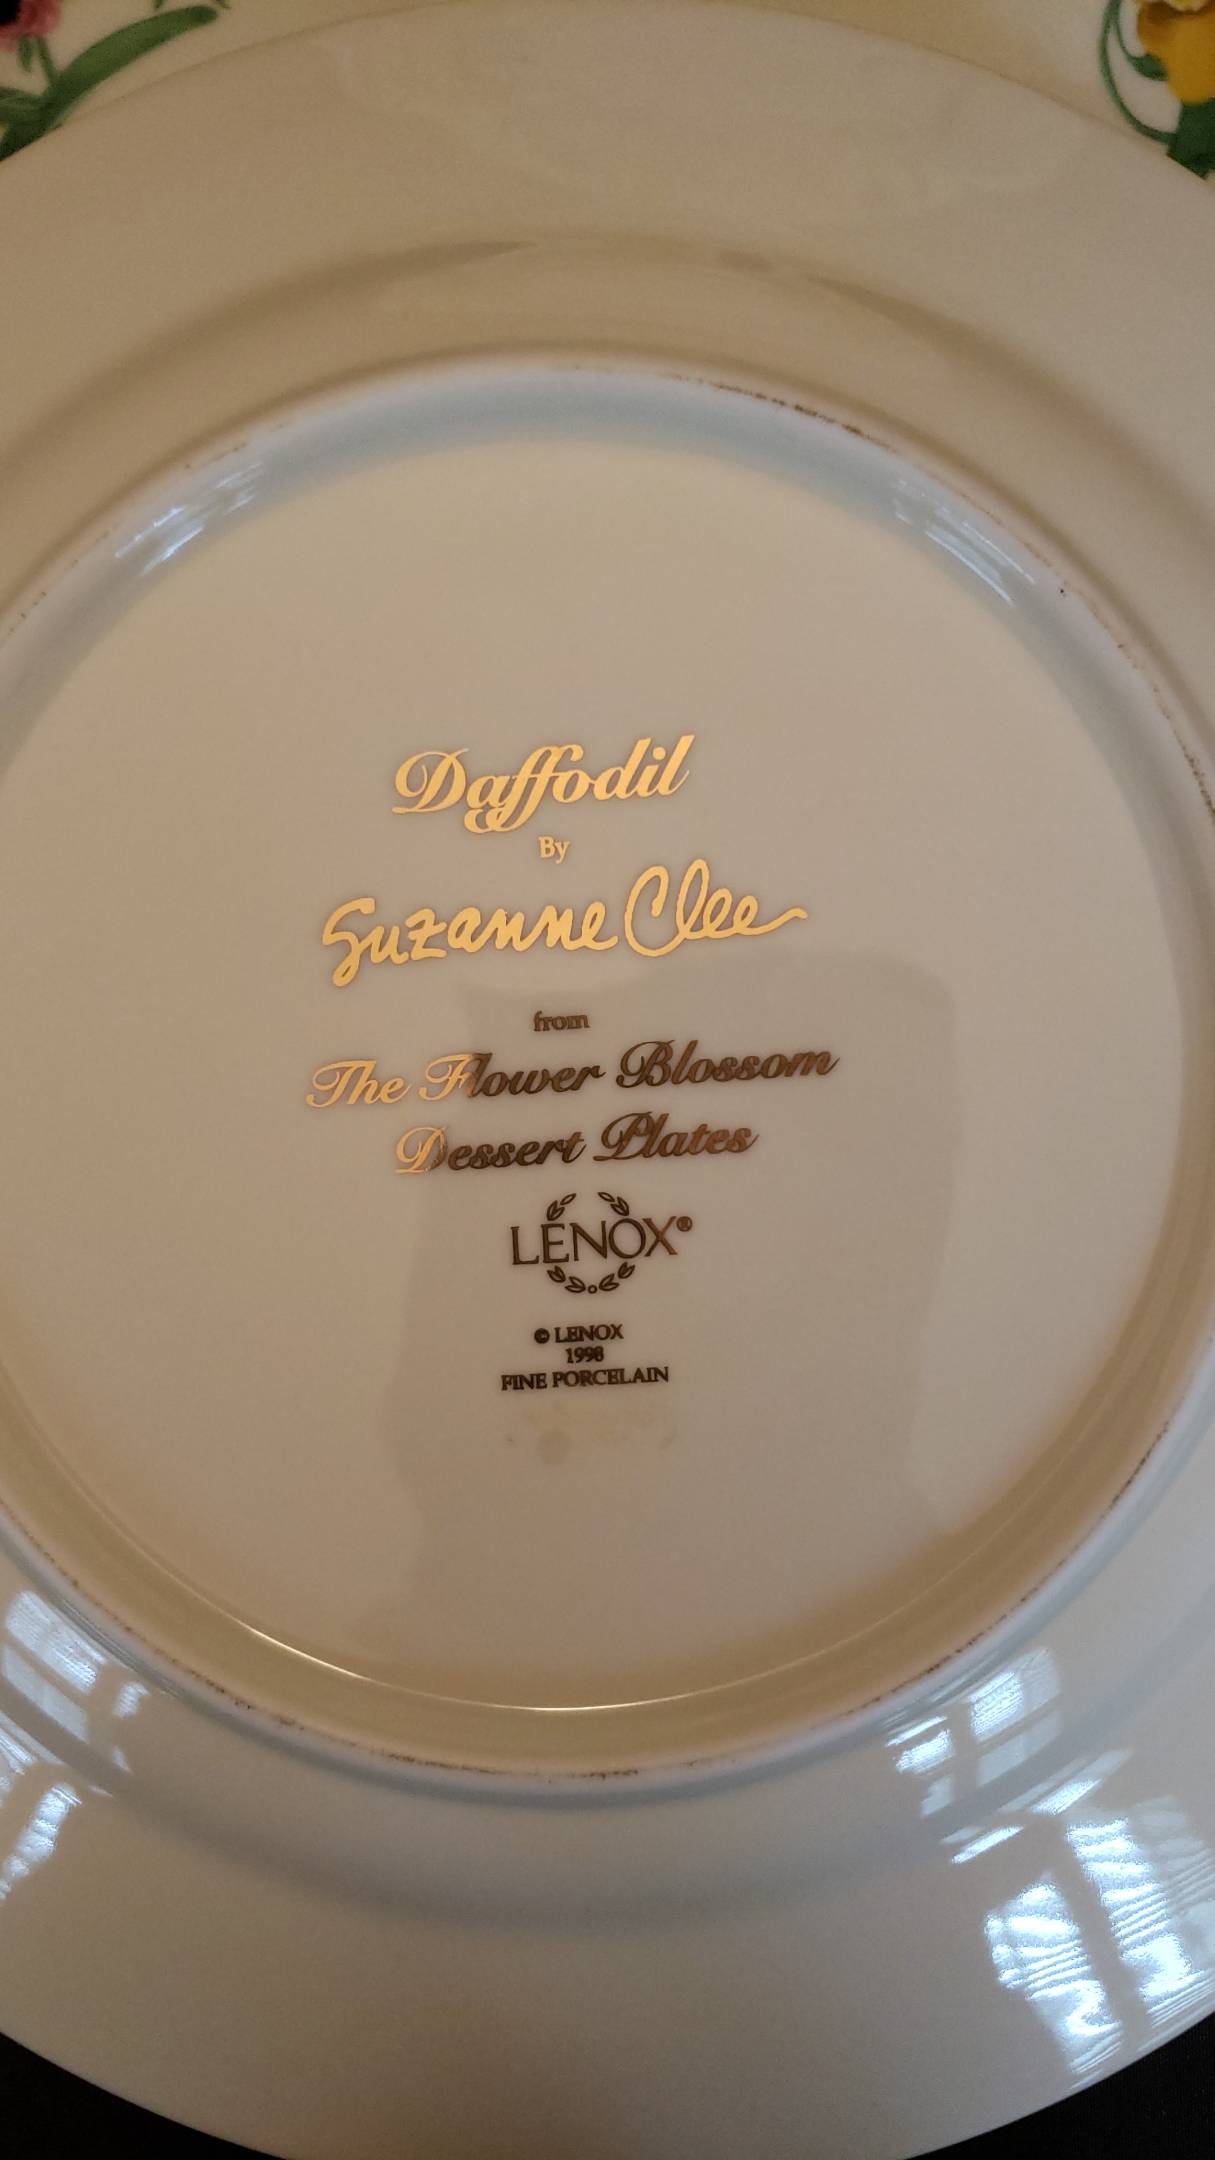 Daffodil
By
Suzanne Clee
from
The Flower Blossom
Dessert Plates
LENOX®
© LENOX
1998
FINE PORCELAIN